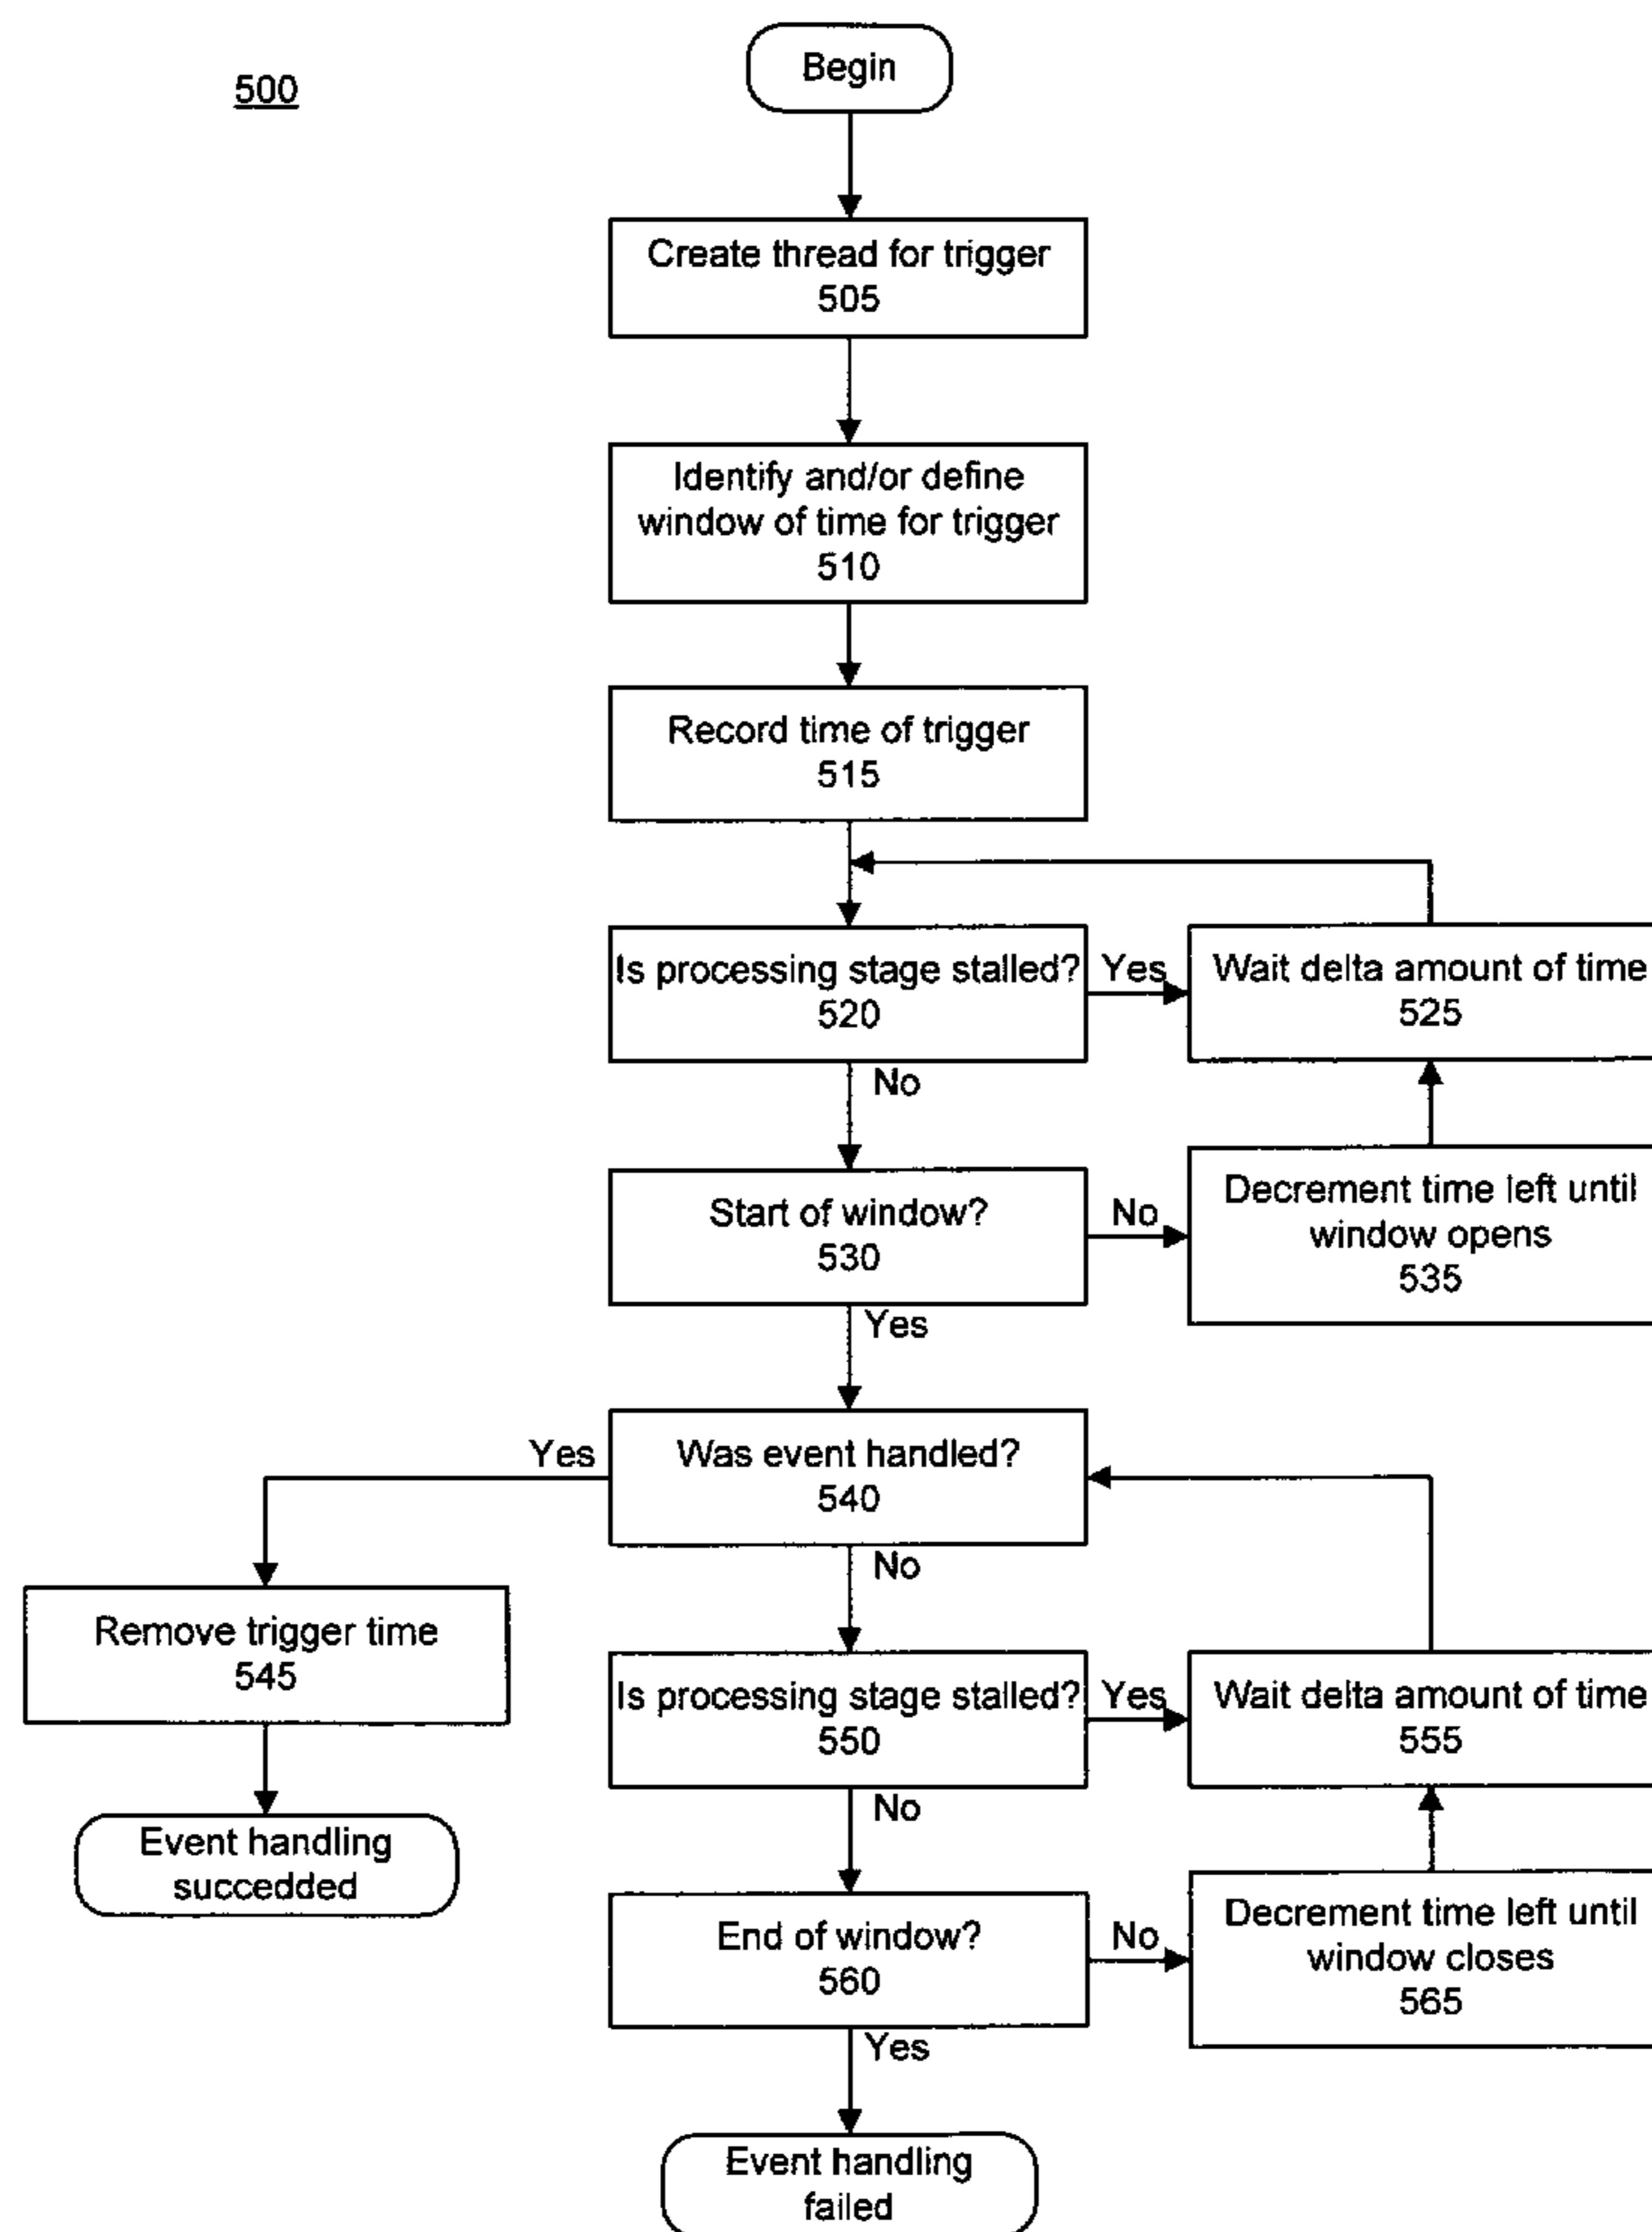 500
Begin
Create thread for trigger
505
Identify and/or define
window of time for trigger
510
Record time of trigger
515
Is processing stage stalled?
520
Yes
Wait delta amount of time
525
No
Start of window?
530
No
Decrement time left until
window opens
535
Yes
Was event handled?
540
Yes
Remove trigger time
545
Event handling
succedded
No
Is processing stage stalled?
550
Yes
Wait delta amount of time
555
No
End of window?
560
No
Decrement time left until
window closes
565
Yes
Event handling
failed